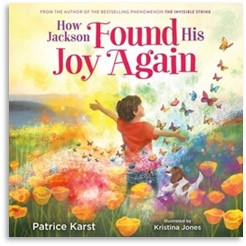 FROM THE AUTHOR OF THE BESTSELLING PHENOMENON THE INVISIBLE STRING
How
Jackson Found His
Joy Again
Patrice Karst
Illustrated by
Kristina Jones